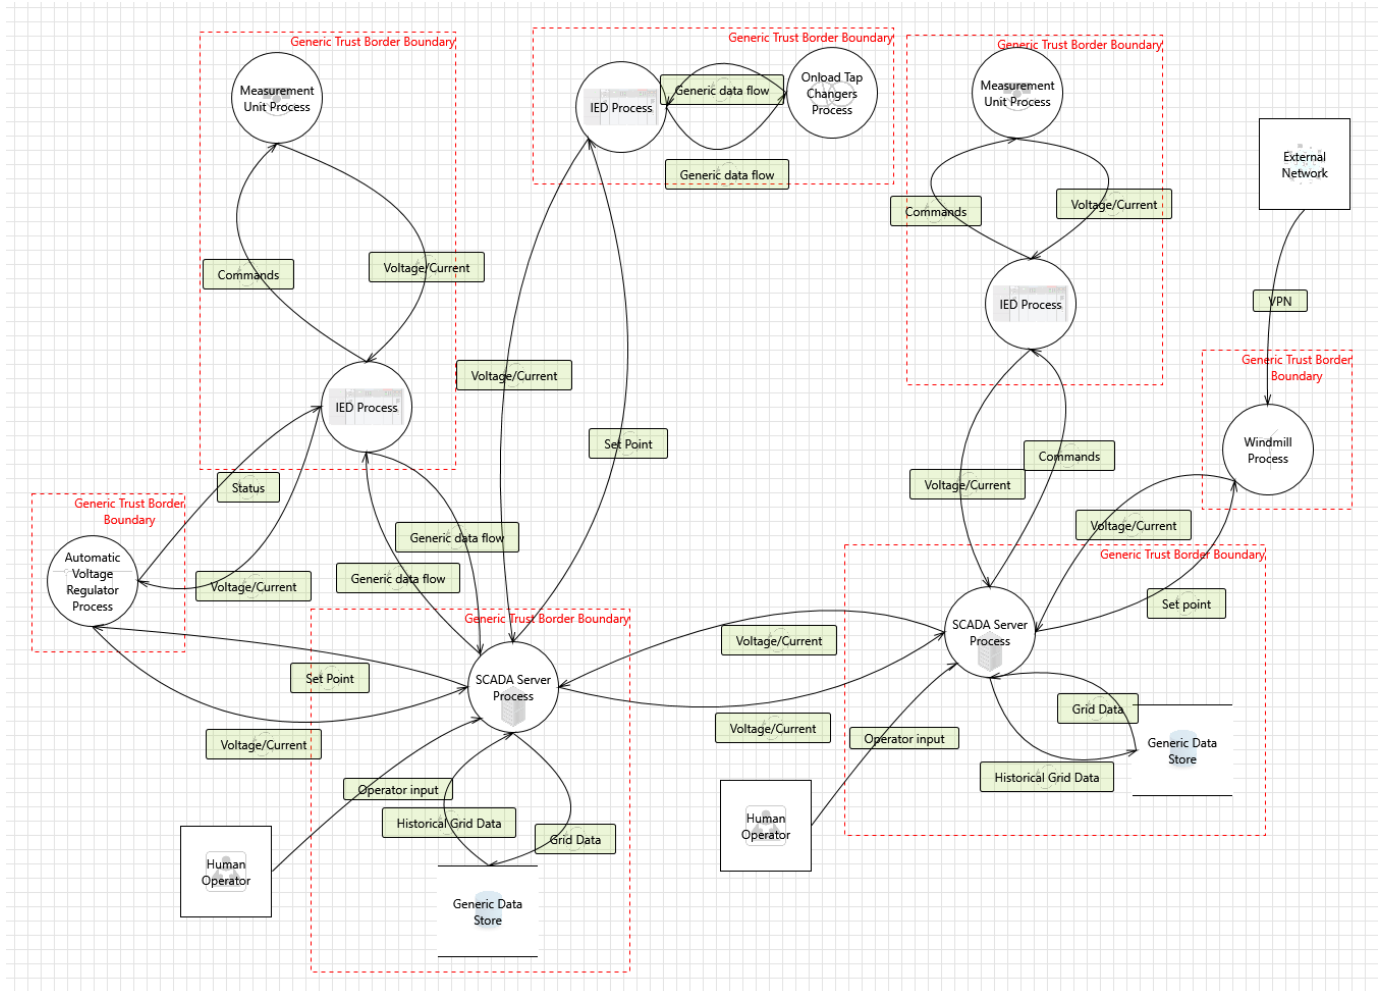 Generic Trust Border Boundary
Measurement
Unit Process
Commands
Voltage/Current
IED Process
Generic Trust Border Boundary
IED Process
Generic data flow
Onload Tap
Changers
Process
Generic data flow
Generic Trust Border Boundary
Measurement
Unit Process
Commands
Voltage/Current
IED Process
External
Network
VPN
Generic Trust Border
Boundary
Windmill
Process
Voltage/Current
Set Point
Commands
Voltage/Current
Voltage/Current
Set point
Status
Generic Trust Border
Boundary
Automatic
Voltage
Regulator
Process
Voltage/Current
Generic data flow
Generic data flow
Set Point
Voltage/Current
Generic Trust Border Boundary
SCADA Server
Process
Operator input
Historical Grid Data
Grid Data
Human
Operator
Generic Data
Store
Voltage/Current
Voltage/Current
Generic Trust Border Boundary
SCADA Server
Process
Grid Data
Operator input
Historical Grid Data
Generic Data
Store
Human
Operator